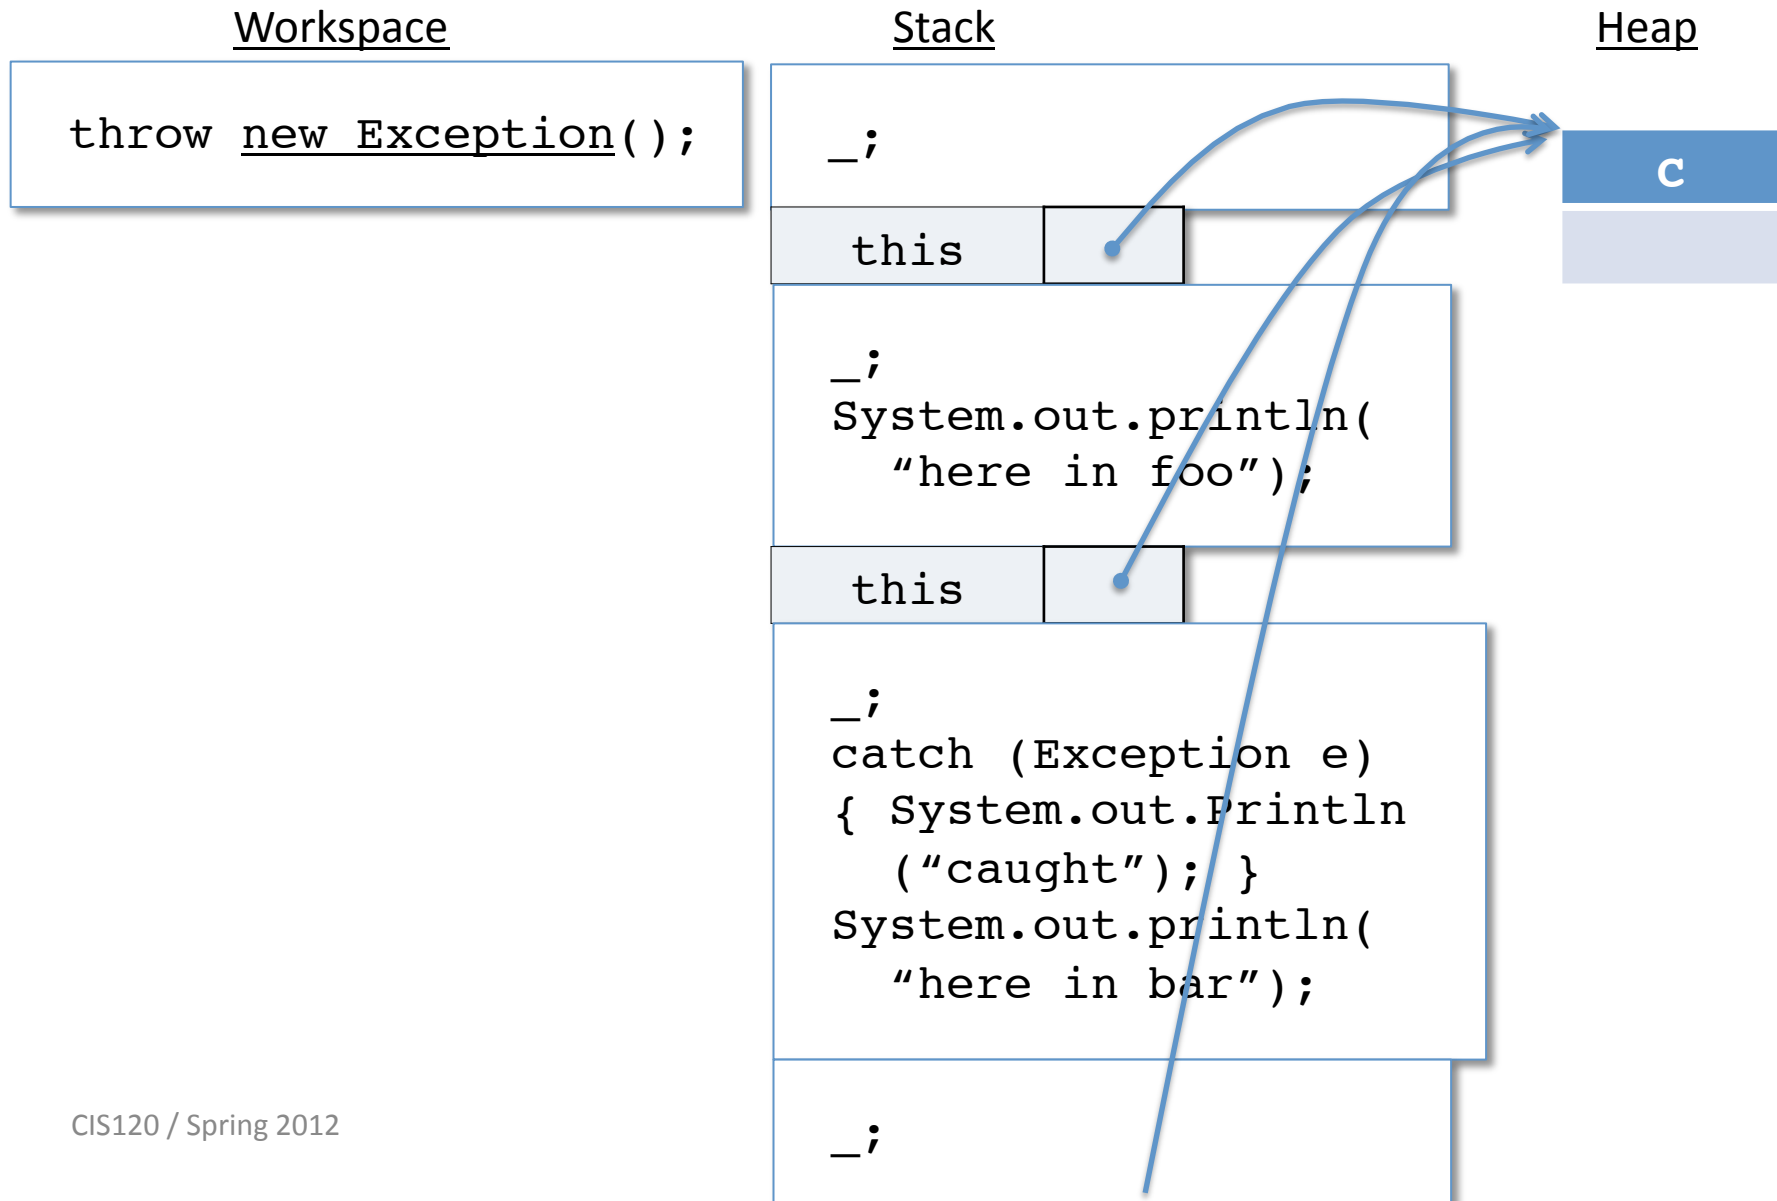 Workspace
Stack
Heap
throw new Exception();
_;
C
this
_;
System.out.println(
“here in foo”);
this
_;
catch (Exception e)
{ System.out.Println
(“caught”); }
System.out.println(
“here in bar”);
_;
CIS120 / Spring 2012